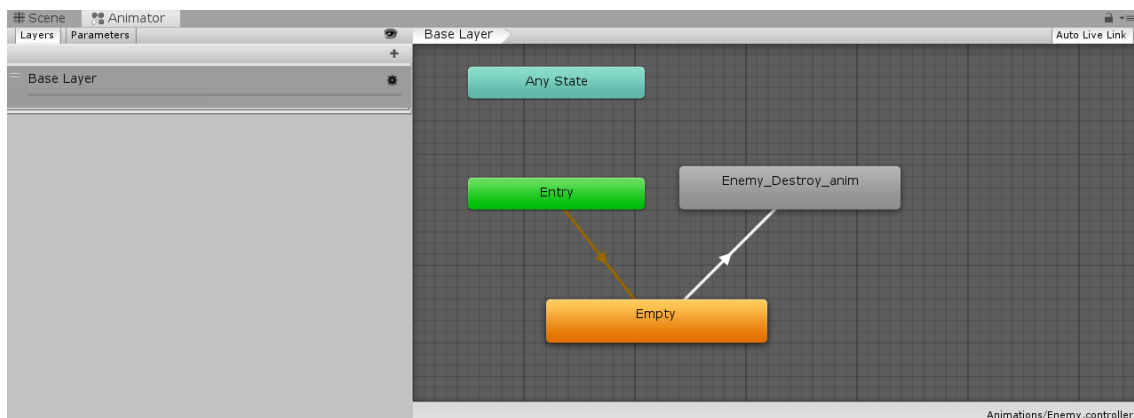 Scene Animator
Layers Parameters Base Layer Auto Live Link
Base Layer
Any State
Enemy_Destroy_anim
Entry
Empty
Animations/Enemy.controller